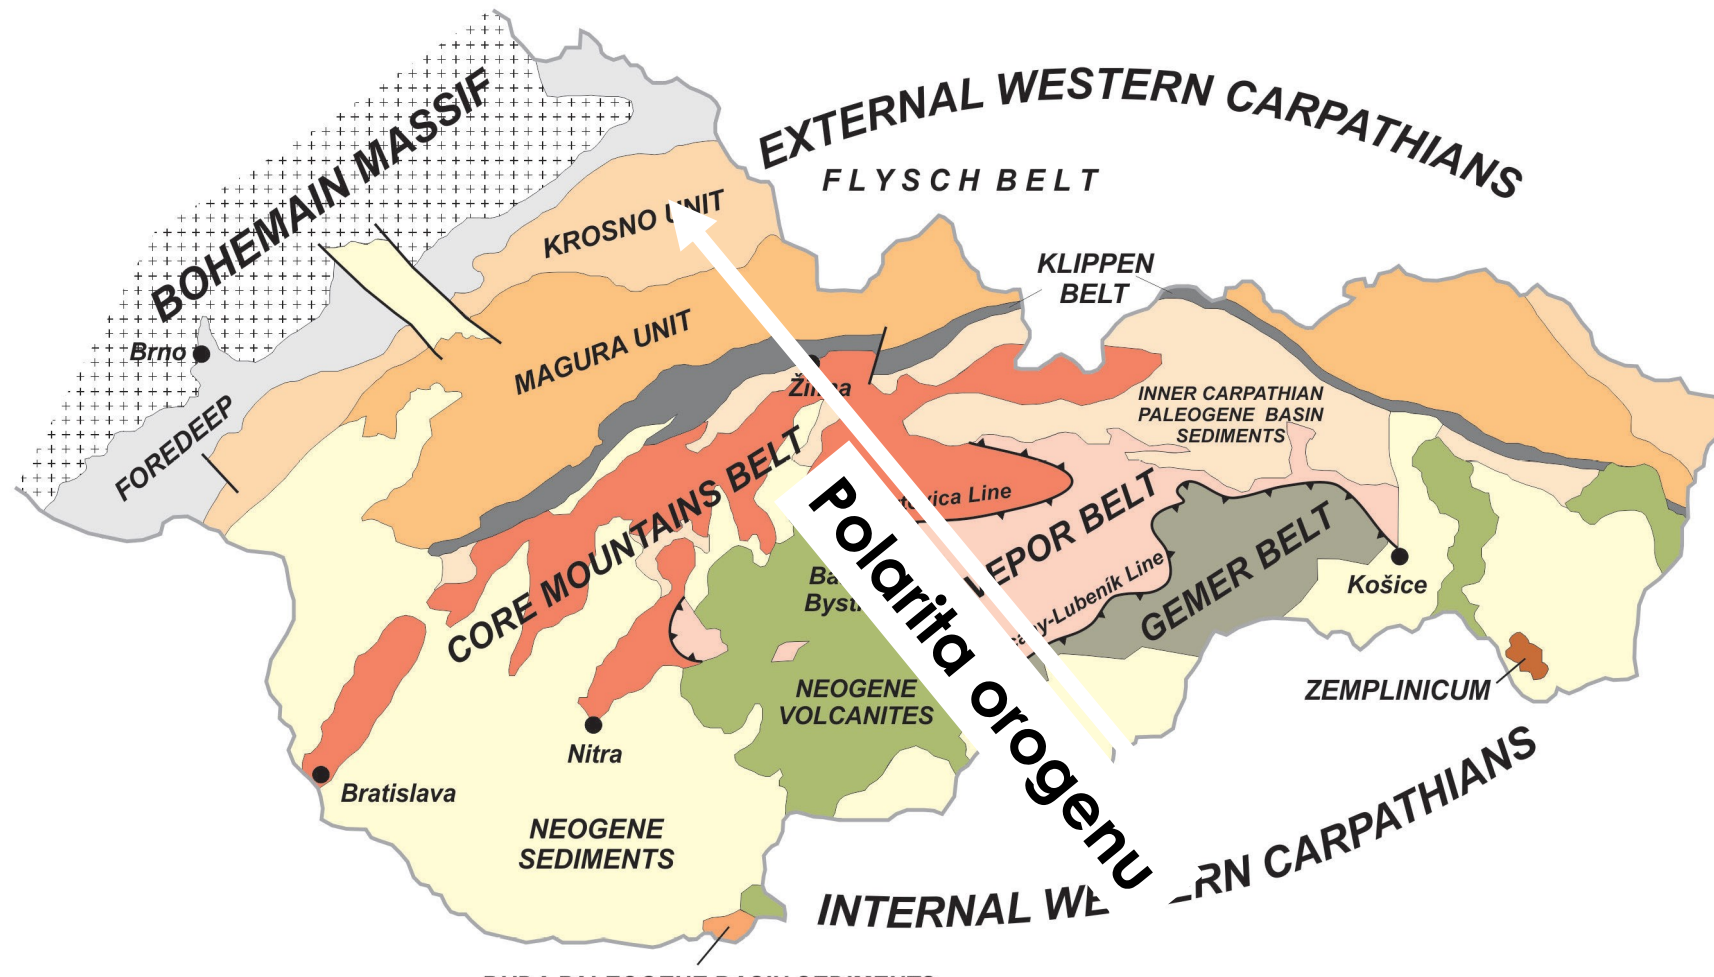 EXTERNAL WESTERN CARPATHIANS
FLYSCH BELT
BOHEMAIN MASSIF
KROSNO UNIT
KLIPPEN
BELT
MAGURA UNIT
Brno
FOREDEEP
INNER CARPATHIAN
PALEOGENE BASIN
SEDIMENTS
CORE MOUNTAINS BELT
Line
BELT
Line
GEMER BELT
Košice
Polarita orogenu
NEOGENE
VOLCANITES
ZEMPLINICUM
Nitra
Bratislava
NEOGENE
SEDIMENTS
INTERNAL CARPATHIANS